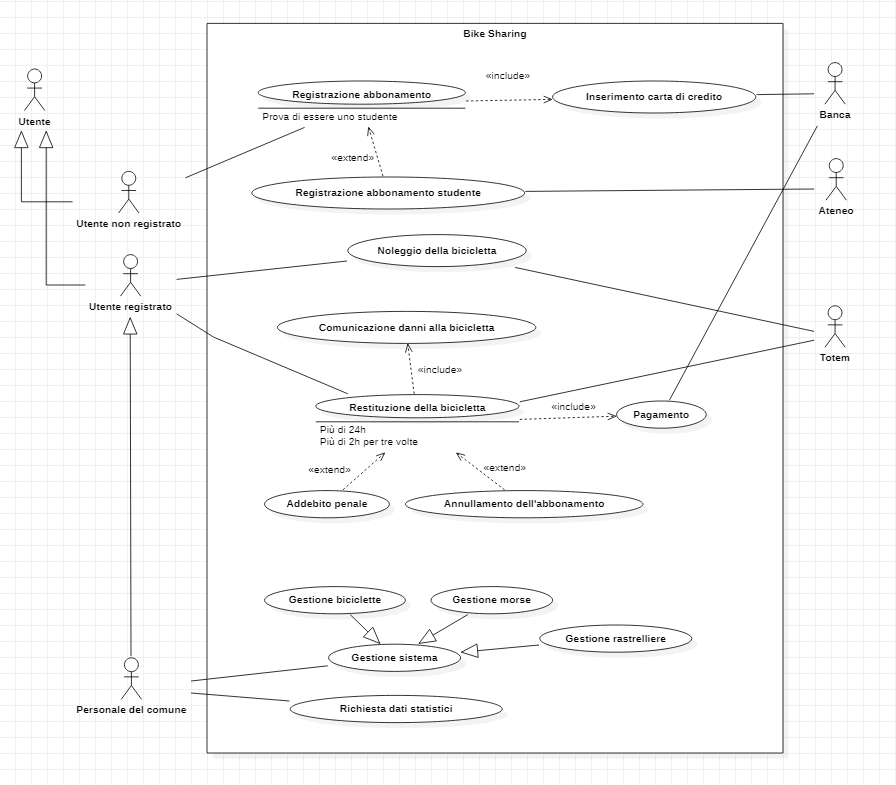 Bike Sharing
«include»
Registrazione abbonamento
Inserimento carta di credito
Banca
Utente
Prova di essere uno studente
«extend»
Registrazione abbonamento studente
Ateneo
Utente non registrato
Noleggio della bicicletta
Utente registrato
Comunicazione danni alla bicicletta
Totem
«include»
Restituzione della bicicletta
«include»
Pagamento
Più di 24h
Più di 2h per tre volte
«extend»
«extend»
Addebito penale
Annullamento dell'abbonamento
Gestione biciclette
Gestione morse
Gestione rastrelliere
Gestione sistema
Personale del comune
Richiesta dati statistici